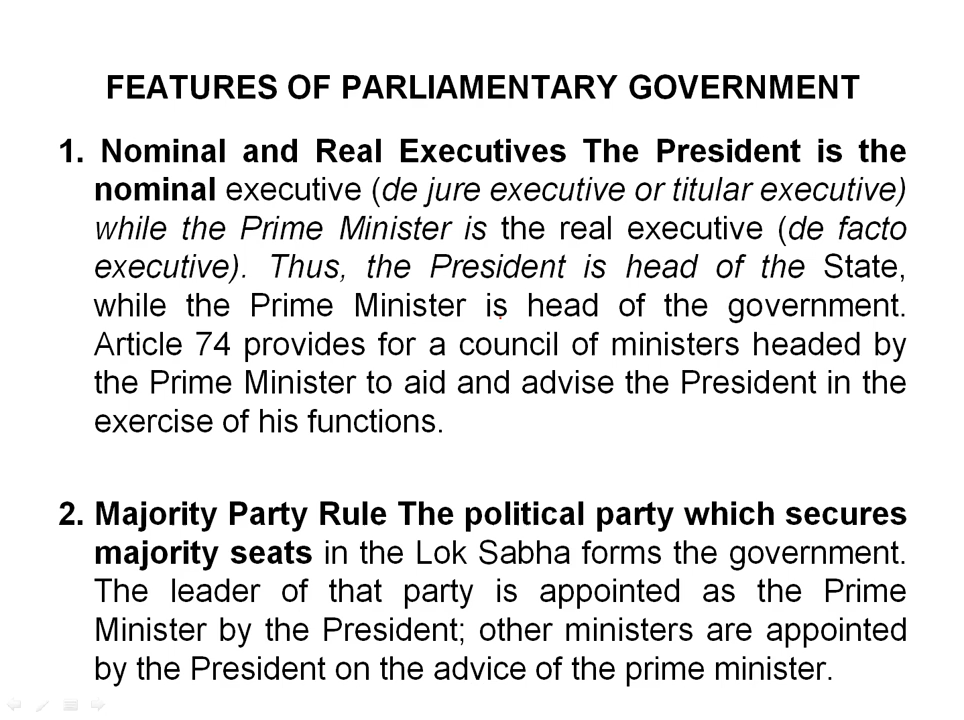 FEATURES OF PARLIAMENTARY GOVERNMENT
1. Nominal and Real Executives The President is the
nominal executive (de jure executive or titular executive)
while the Prime Minister is the real executive (de facto
executive). Thus, the President is head of the State,
while the Prime Minister is head of the government.
Article 74 provides for a council of ministers headed by
the Prime Minister to aid and advise the President in the
exercise of his functions.
2. Majority Party Rule The political party which secures
majority seats in the Lok Sabha forms the government.
The leader of that party is appointed as the Prime
Minister by the President; other ministers are appointed
by the President on the advice of the prime minister.